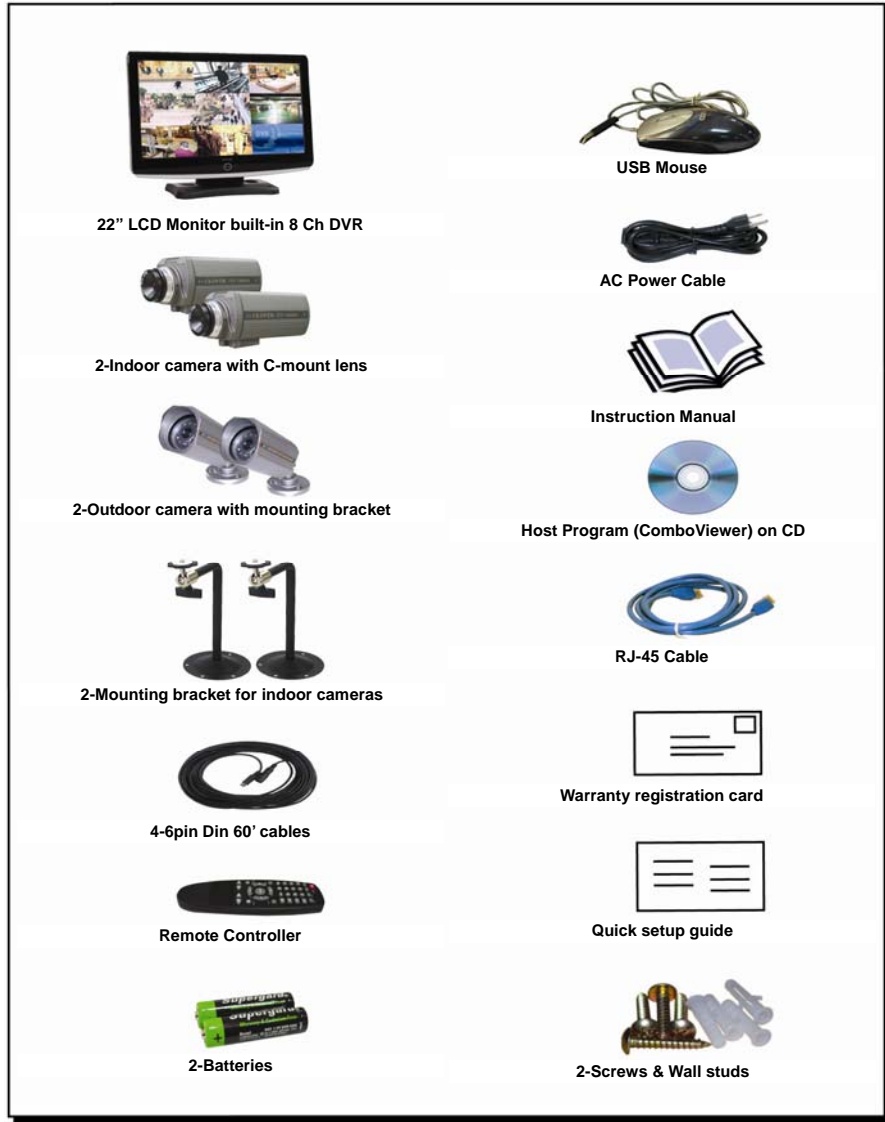 22” LCD Monitor built-in 8 Ch DVR
2-Indoor camera with C-mount lens
2-Outdoor camera with mounting bracket
2-Mounting bracket for indoor cameras
4-6pin Din 60’ cables
Remote Controller
Supergard
Supergard
2-Batteries
USB Mouse
AC Power Cable
Instruction Manual
Host Program (ComboViewer) on CD
RJ-45 Cable
Warranty registration card
Quick setup guide
2-Screws & Wall studs